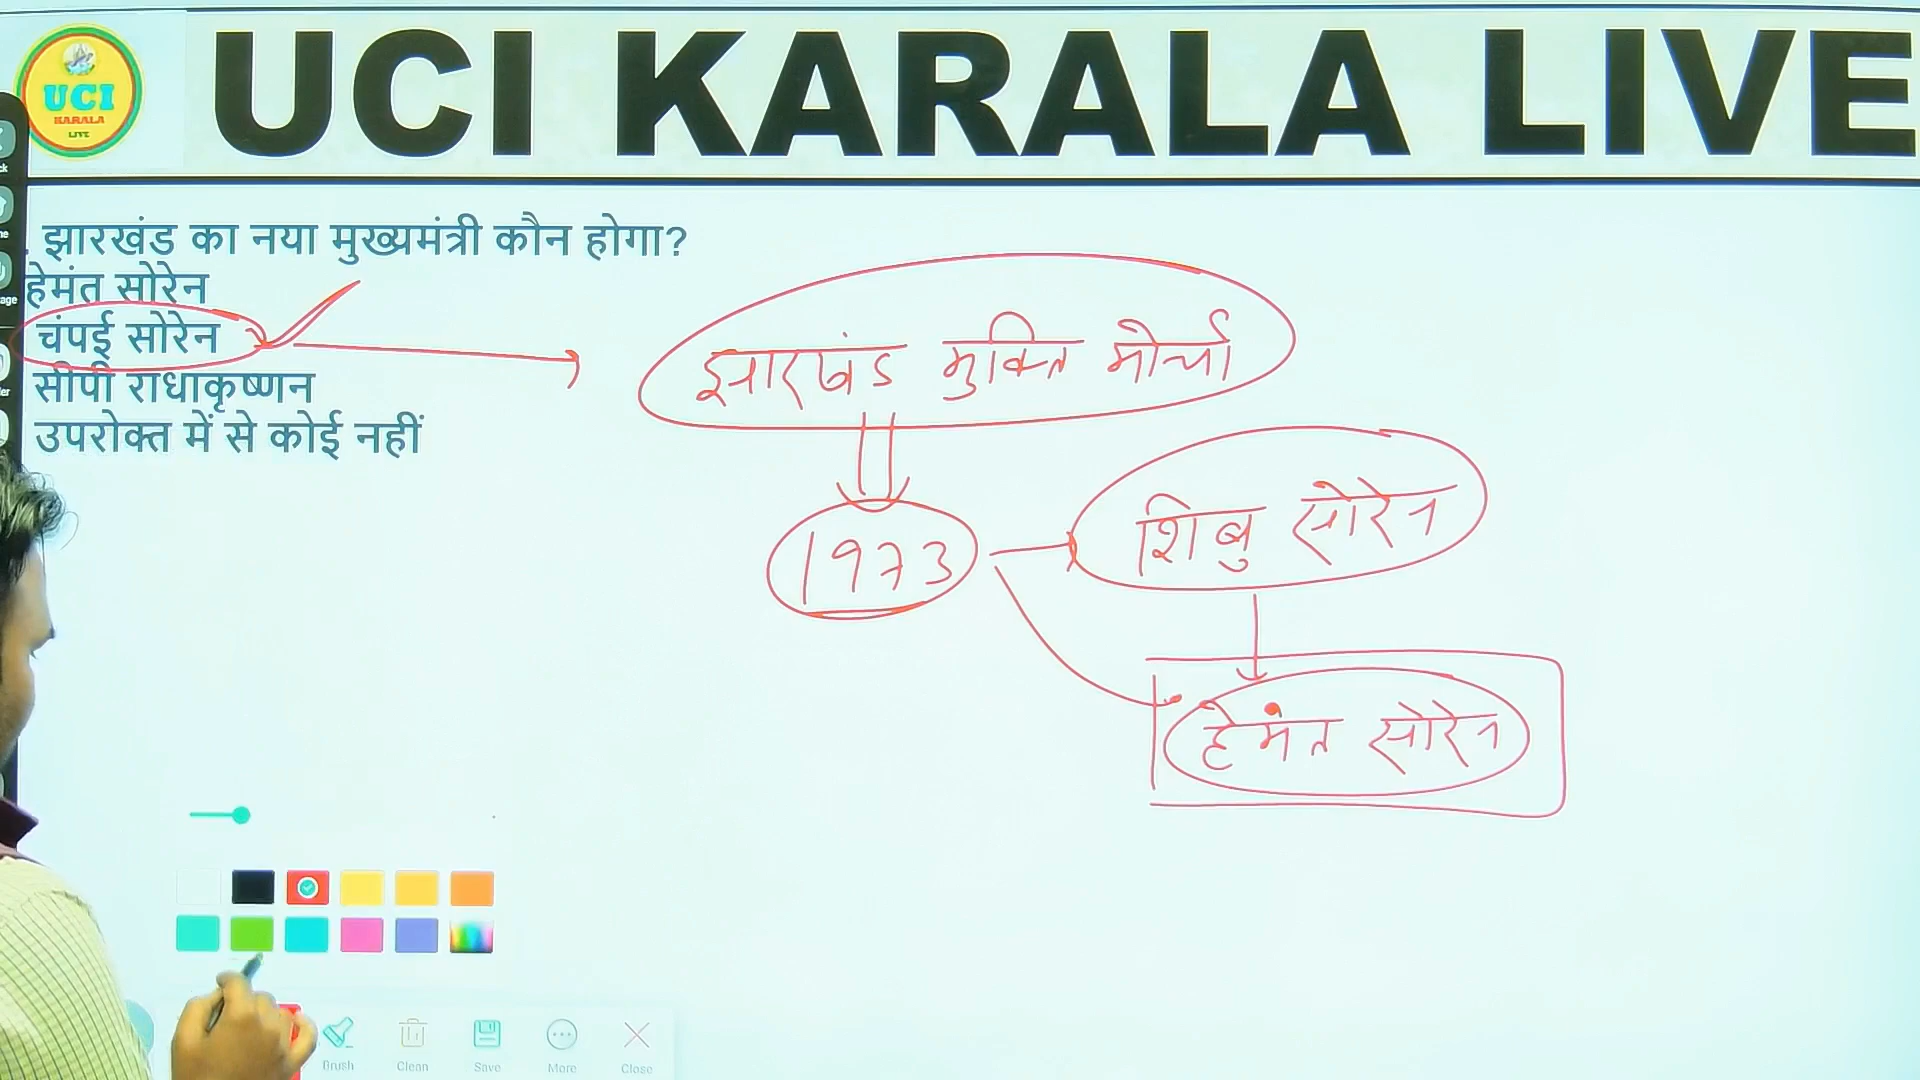 UCI KARALA LIVE
UCI
KARALA
LIVE
झारखंड का नया मुख्यमंत्री कौन होगा?
हेमंत सोरेन
चंपई सोरेन
सीपी राधाकृष्णन
उपरोक्त में से कोई नहीं
झारखंड मुक्ति मोर्चा
1973
शिबु सोरेन
हेमंत सोरेन
Brush
Clean
Save
More
Close